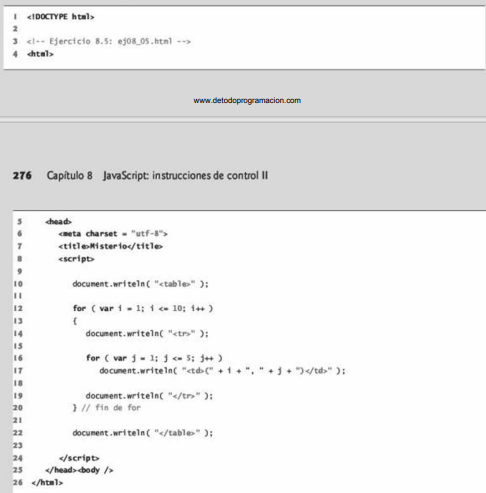 1 <!DOCTYPE html>
2
3 <!-- Ejercicio 8.5: ej08_05.html -->
4 <html>
www.detodoprogramacion.com
276 Capítulo 8 JavaScript: instrucciones de control II
5 <head>
6 <meta charset = "utf-8">
7 <title>Misterio</title>
8 <script>
9
10 document.writeln( "<table>" );
11
12 for ( var i = 1; i <= 10; i++ )
13 {
14 document.writeln( "<tr>" );
15
16 for ( var j = 1; j <= 5; j++ )
17 document.writeln( "<td>(" + i + ", " + j + ")</td>" );
18
19 document.writeln( "</tr>" );
20 } // fin de for
21
22 document.writeln( "</table>" );
23
24 </script>
25 </head><body />
26 </html>